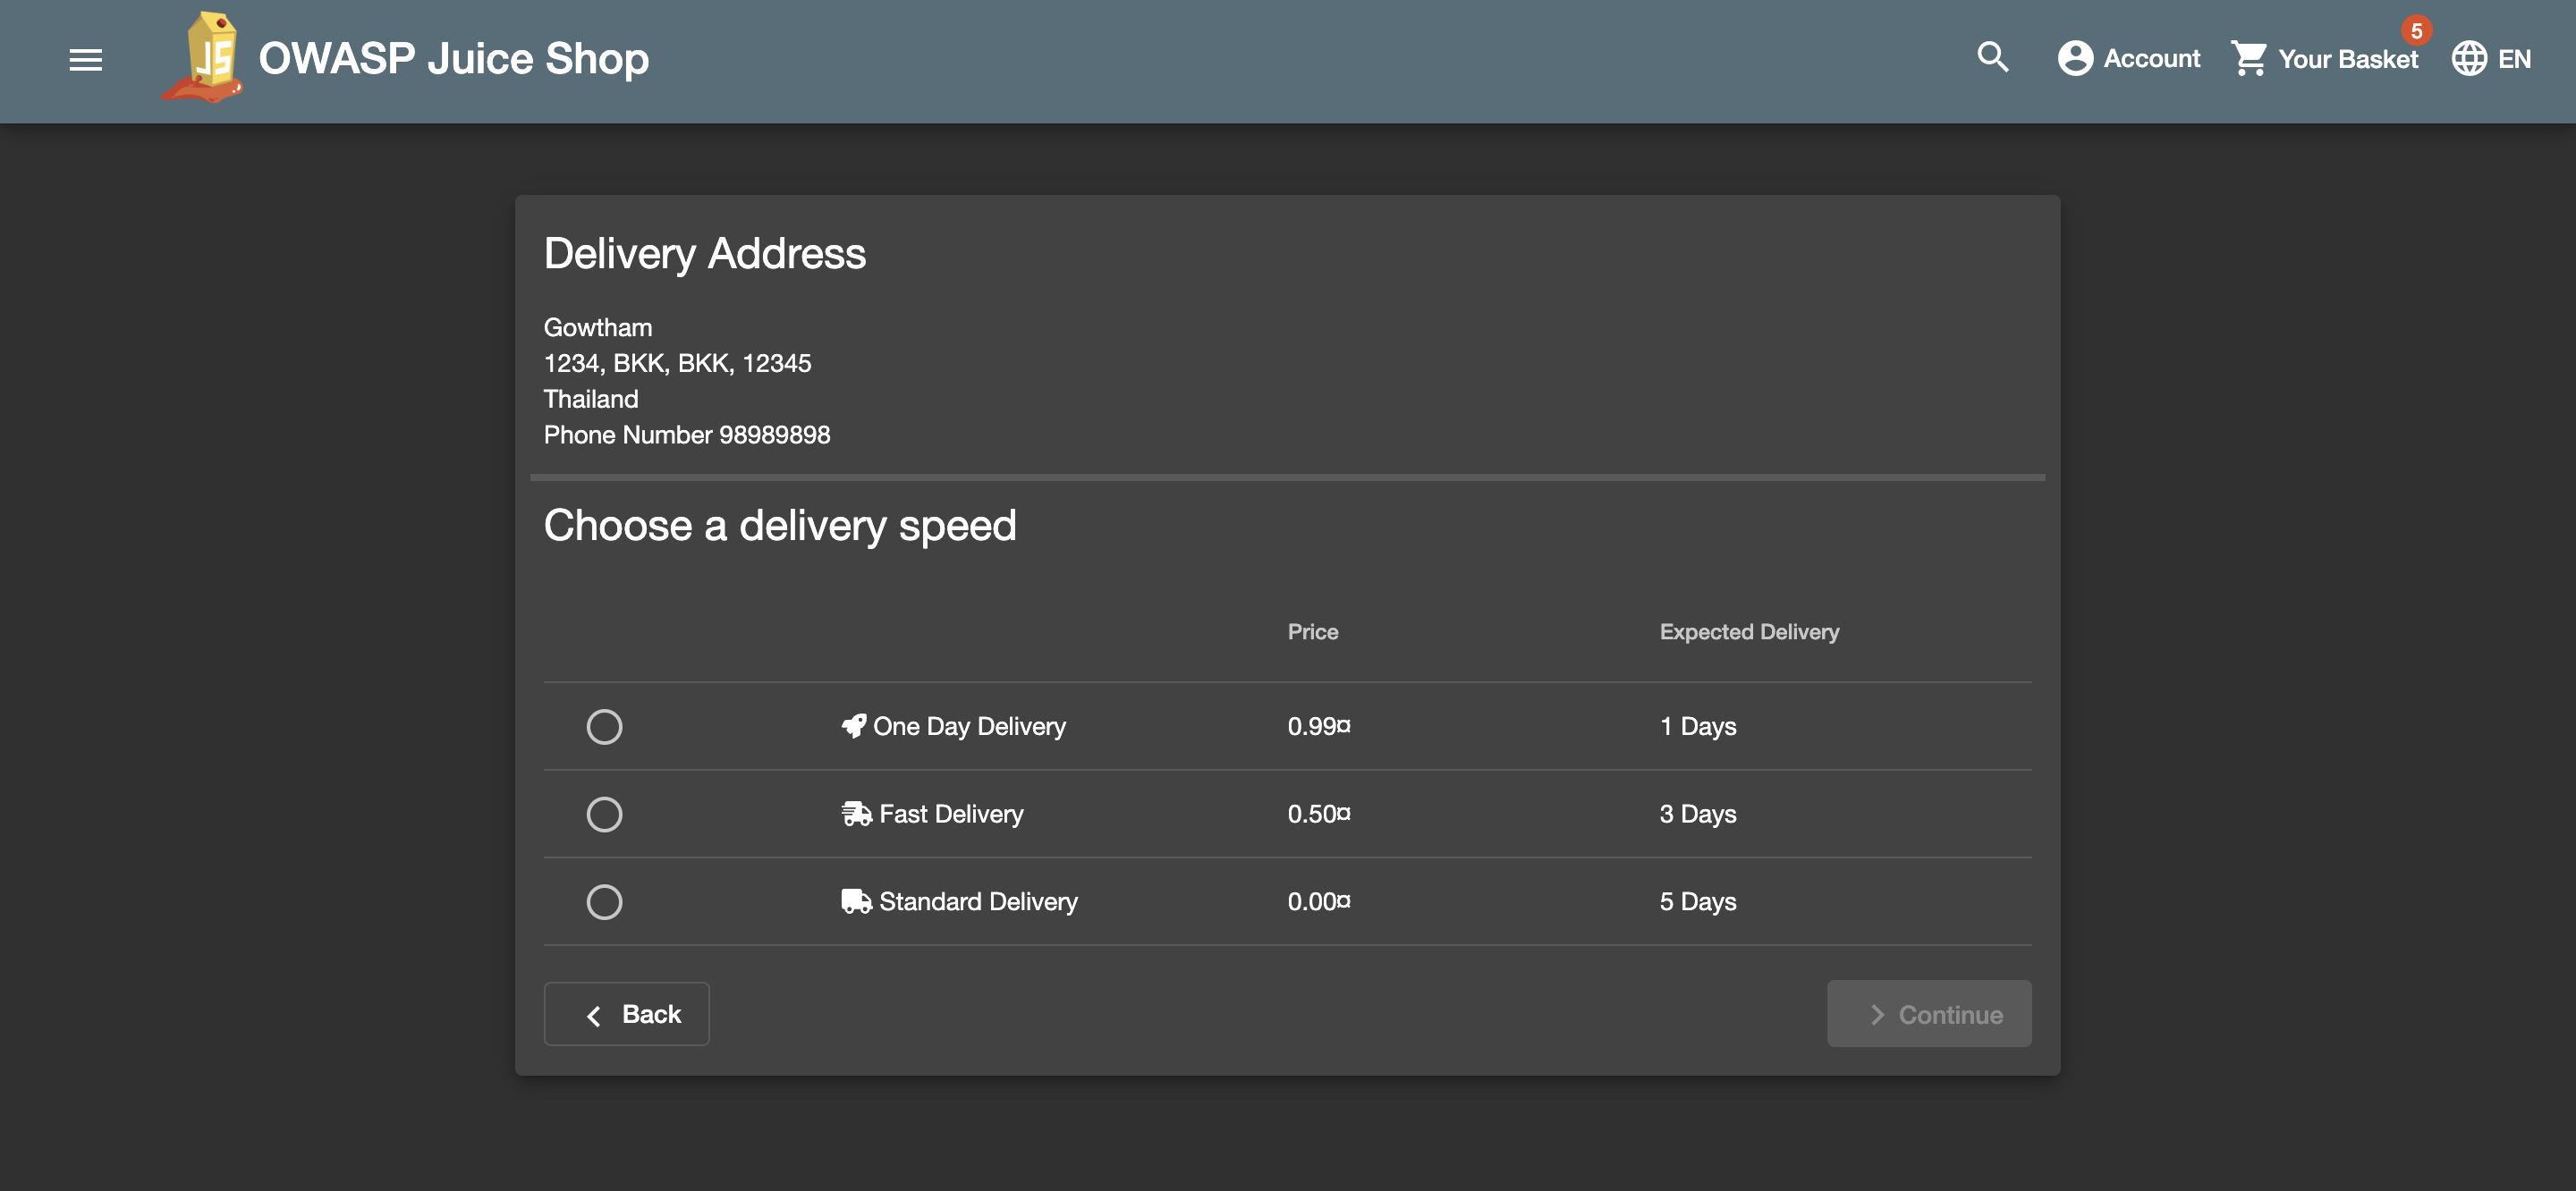 JS OWASP Juice Shop Account Your Basket 5 EN
Delivery Address
Gowtham
1234, BKK, BKK, 12345
Thailand
Phone Number 98989898
Choose a delivery speed
Price Expected Delivery
One Day Delivery 0.99¤ 1 Days
Fast Delivery 0.50¤ 3 Days
Standard Delivery 0.00¤ 5 Days
Back Continue